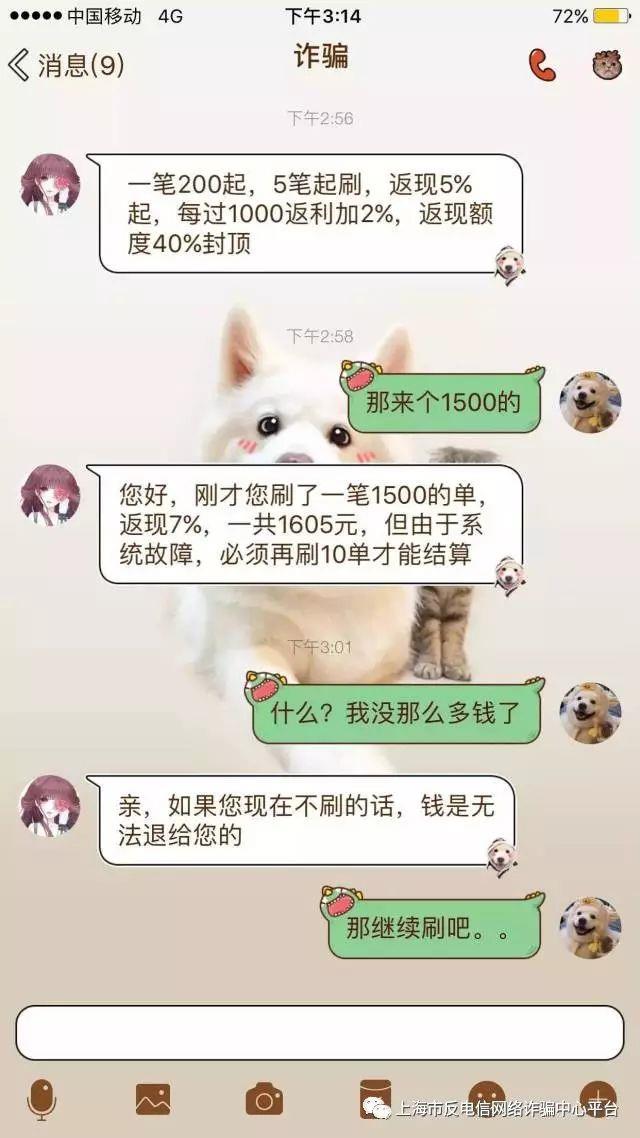 中国移动 4G 下午3:14 72%
消息(9) 诈骗
下午2:56
一笔200起，5笔起刷，返现5%
起，每过1000返利加2%，返现额
度40%封顶
下午2:58
那来个1500的
您好，刚才您刷了一笔1500的单，
返现7%，一共1605元，但由于系
统故障，必须再刷10单才能结算
下午3:01
什么？我没那么多钱了
亲，如果您现在不刷的话，钱是无
法退给您的
那继续刷吧。。
上海市反电信网络诈骗中心平台